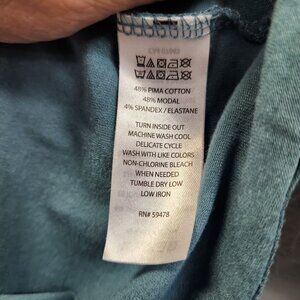 48% PIMA COTTON
48% MODAL
4% SPANDEX / ELASTANE
TURN INSIDE OUT
MACHINE WASH COOL
DELICATE CYCLE
WASH WITH LIKE COLORS
NON-CHLORINE BLEACH
WHEN NEEDED
TUMBLE DRY LOW
LOW IRON
RN# 59478